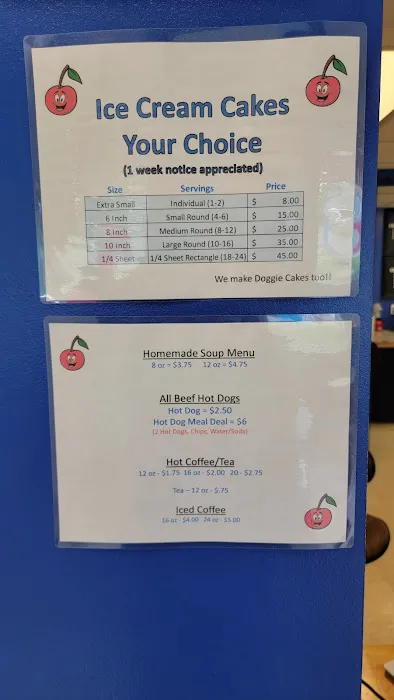 Ice Cream Cakes
Your Choice
(1 week notice appreciated)
Size Servings Price
Extra Small Individual (1-2) $ 8.00
6 Inch Small Round (4-6) $ 15.00
8 Inch Medium Round (8-12) $ 25.00
10 inch Large Round (10-16) $ 35.00
1/4 Sheet 1/4 Sheet Rectangle (18-24) $ 45.00
We make Doggie Cakes too!!
Homemade Soup Menu
8 oz = $3.75 12 oz = $4.75
All Beef Hot Dogs
Hot Dog = $2.50
Hot Dog Meal Deal = $6
(2 Hot Dogs, Chips, Water/Soda)
Hot Coffee/Tea
12 oz - $1.75 16 oz - $2.00 20 - $2.75
Tea – 12 oz - $.75
Iced Coffee
16 oz - $4.00 24 oz - $5.00